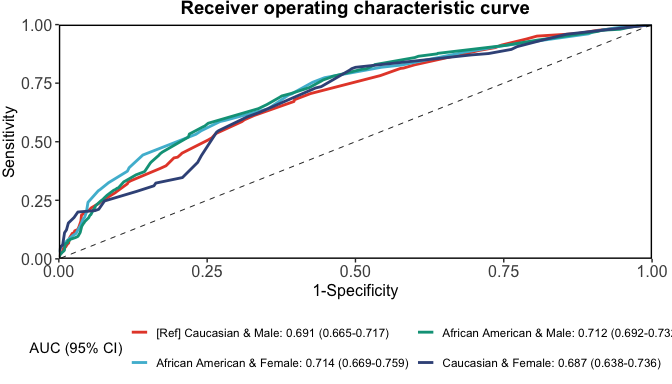 Receiver operating characteristic curve
1.00
0.75
0.50
0.25
0.00
Sensitivity
0.00 0.25 0.50 0.75 1.00
1-Specificity
AUC (95% CI)
[Ref] Caucasian & Male: 0.691 (0.665-0.717)
African American & Male: 0.712 (0.692-0.73
African American & Female: 0.714 (0.669-0.759)
Caucasian & Female: 0.687 (0.638-0.736)